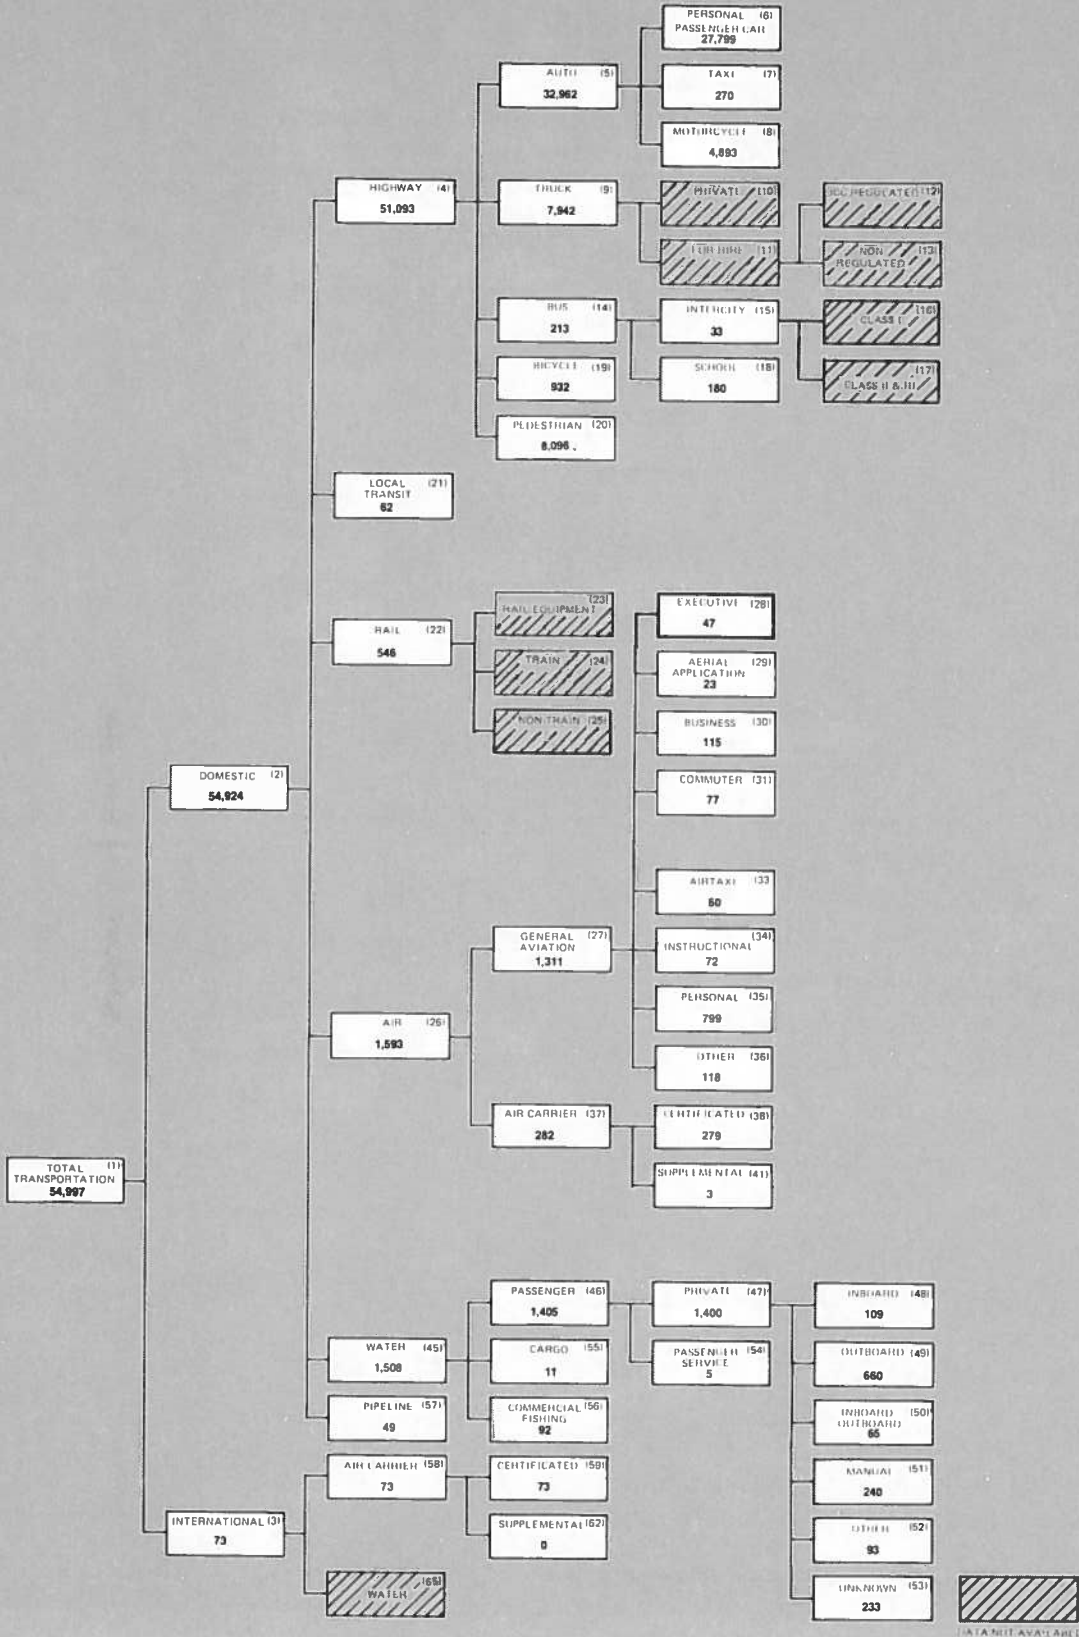 PERSONAL (6)
PASSENGER CAR
27,799
AUTO (5)
32,962
TAXI (7)
270
MOTORCYCLE (8)
4,893
HIGHWAY (4)
51,093
TRUCK (9)
7,942
PRIVATE (10)
ICC REGULATED (12)
FOR HIRE (11)
NON (13)
REGULATED
BUS (14)
213
INTERCITY (15)
33
(16)
CLASS I
BICYCLE (19)
932
SCHOOL (18)
180
(17)
CLASS II & III
PEDESTRIAN (20)
8,096 .
LOCAL (21)
TRANSIT
62
(23)
RAIL EQUIPMENT
EXECUTIVE (28)
47
RAIL (22)
546
TRAIN (24)
AERIAL (29)
APPLICATION
23
NON TRAIN (25)
BUSINESS (30)
115
DOMESTIC (2)
54,924
COMMUTER (31)
77
AIRTAXI (33
60
GENERAL (27)
AVIATION
1,311
(34)
INSTRUCTIONAL
72
PERSONAL (35)
799
AIR (26)
1,593
OTHER (36)
118
AIR CARRIER (37)
282
CERTIFICATED (38)
279
TOTAL (1)
TRANSPORTATION
54,997
SUPPLEMENTAL (41)
3
PASSENGER (46)
1,405
PRIVATE (47)
1,400
INBOARD (48)
109
WATER (45)
1,508
CARGO (55)
11
PASSENGER (54)
SERVICE
5
OUTBOARD (49)
660
PIPELINE (57)
49
COMMERCIAL (56)
FISHING
92
INBOARD (50)
OUTBOARD
65
AIR CARRIER (58)
73
CERTIFICATED (59)
73
MANUAL (51)
240
INTERNATIONAL (3)
73
SUPPLEMENTAL (62)
0
OTHER (52)
93
WATER
UNKNOWN (53)
233
DATA NOT AVAILABLE